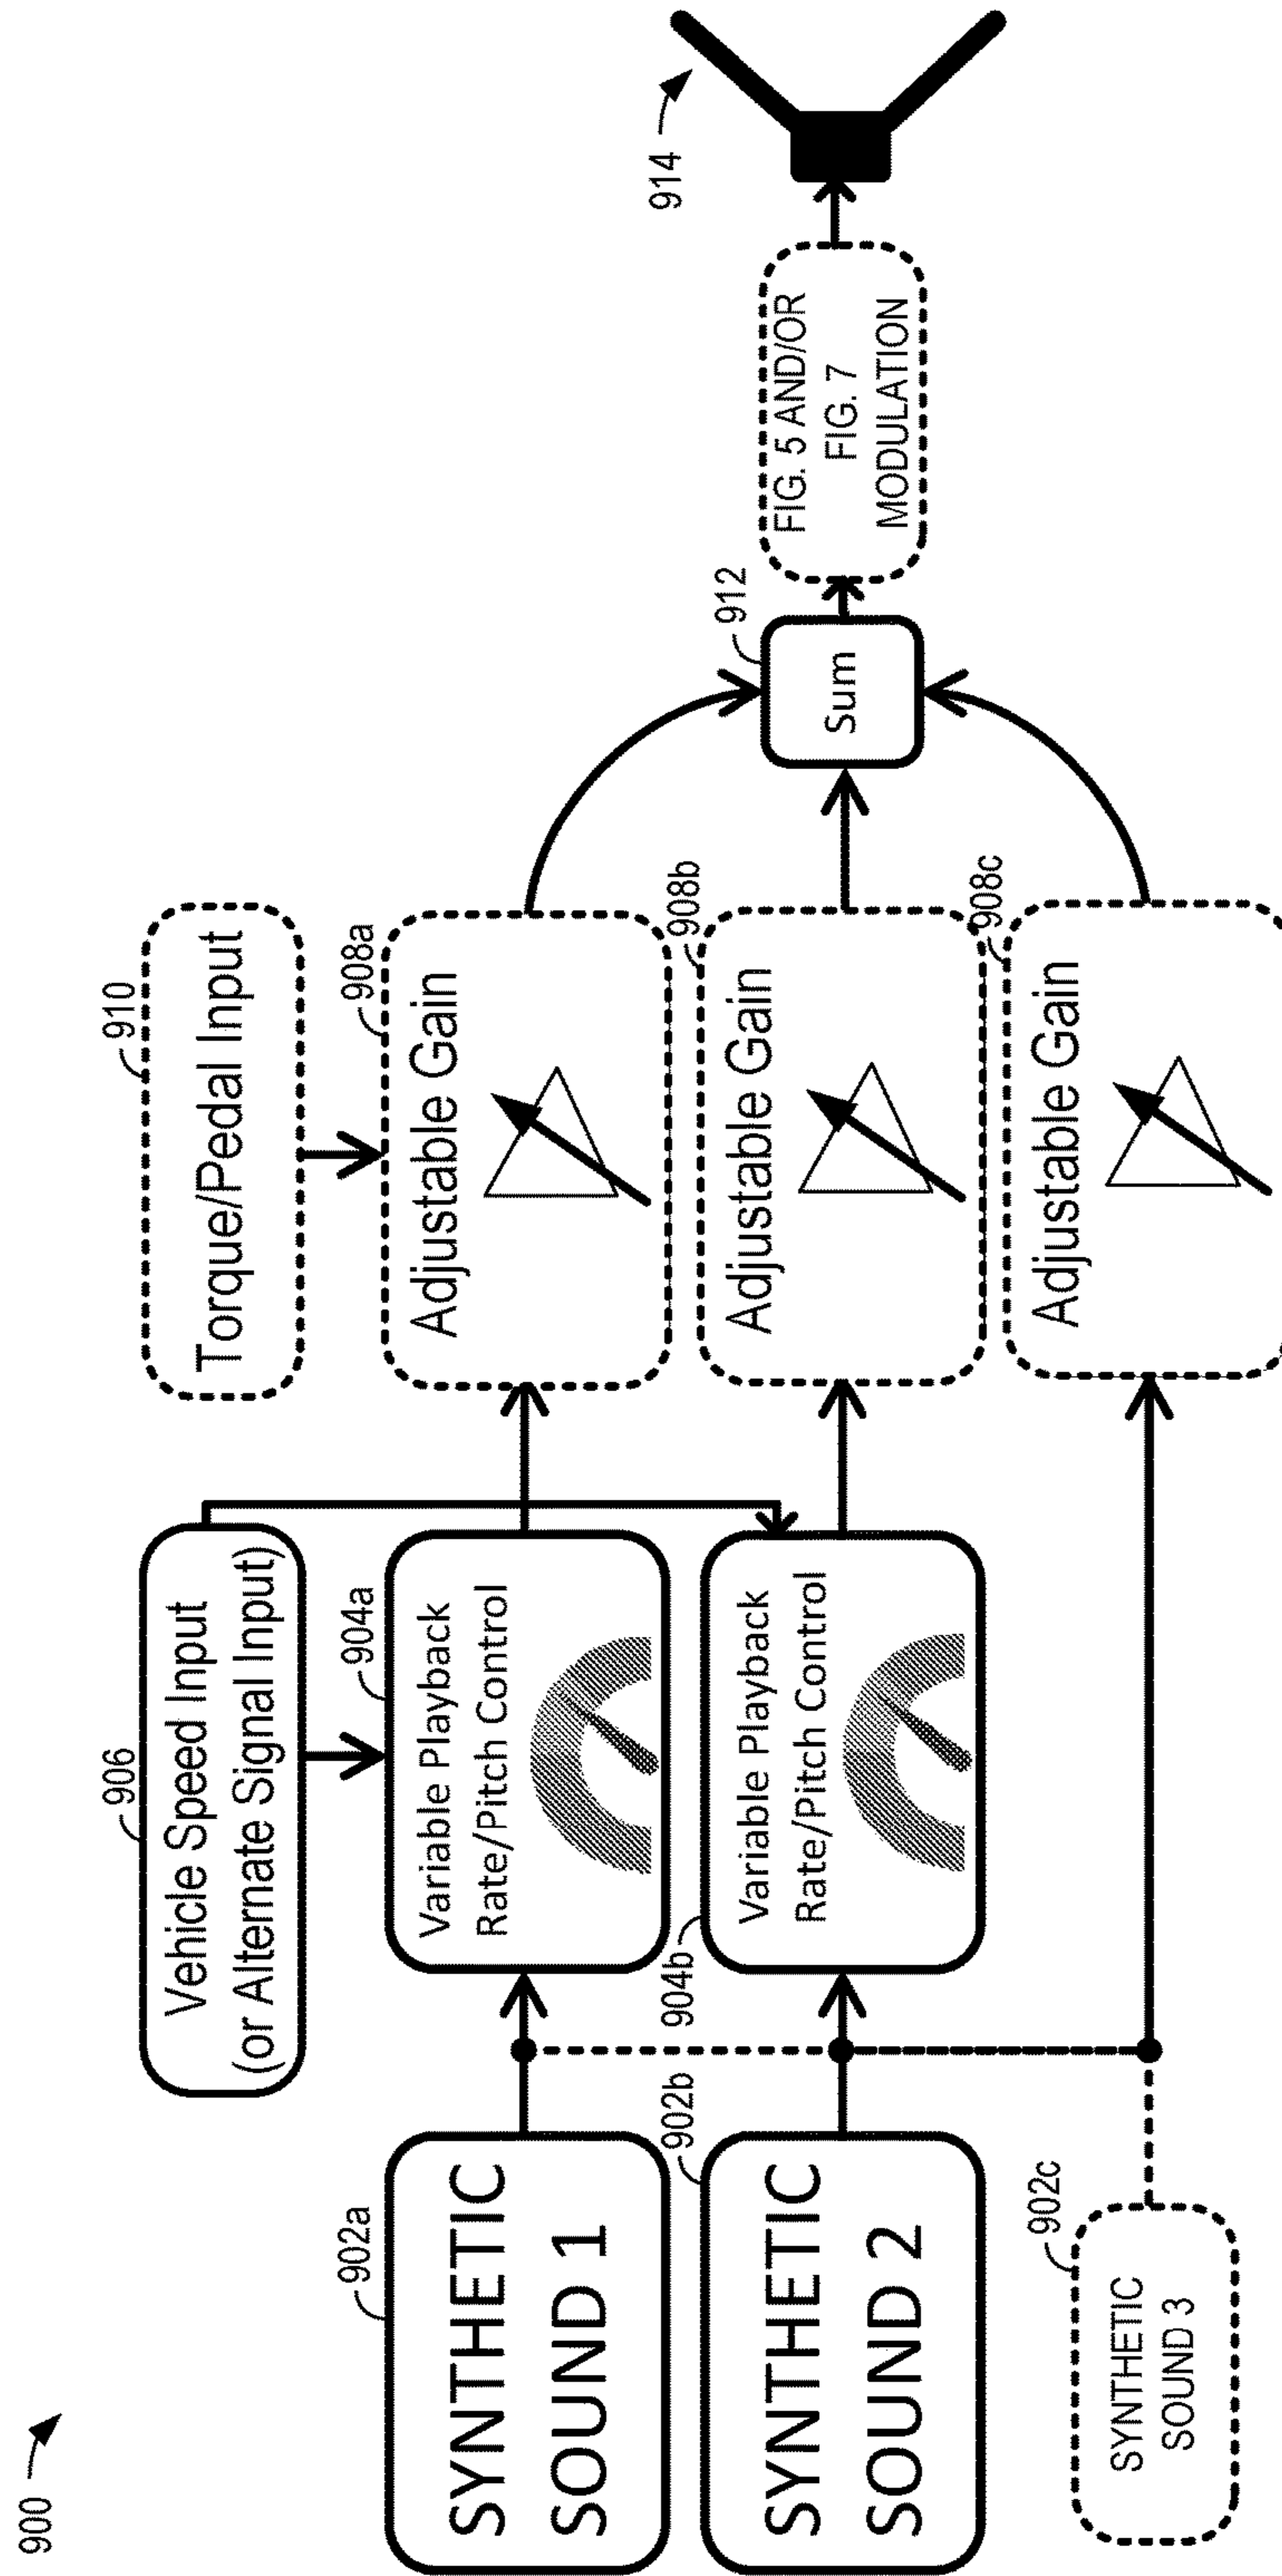 900
906
Vehicle Speed Input
(or Alternate Signal Input)
910
Torque/Pedal Input
914
902a
SYNTHETIC
SOUND 1
904a
Variable Playback
Rate/Pitch Control
908a
Adjustable Gain
912
Sum
FIG. 5 AND/OR
FIG. 7
MODULATION
902b
SYNTHETIC
SOUND 2
904b
Variable Playback
Rate/Pitch Control
908b
Adjustable Gain
902c
SYNTHETIC
SOUND 3
908c
Adjustable Gain